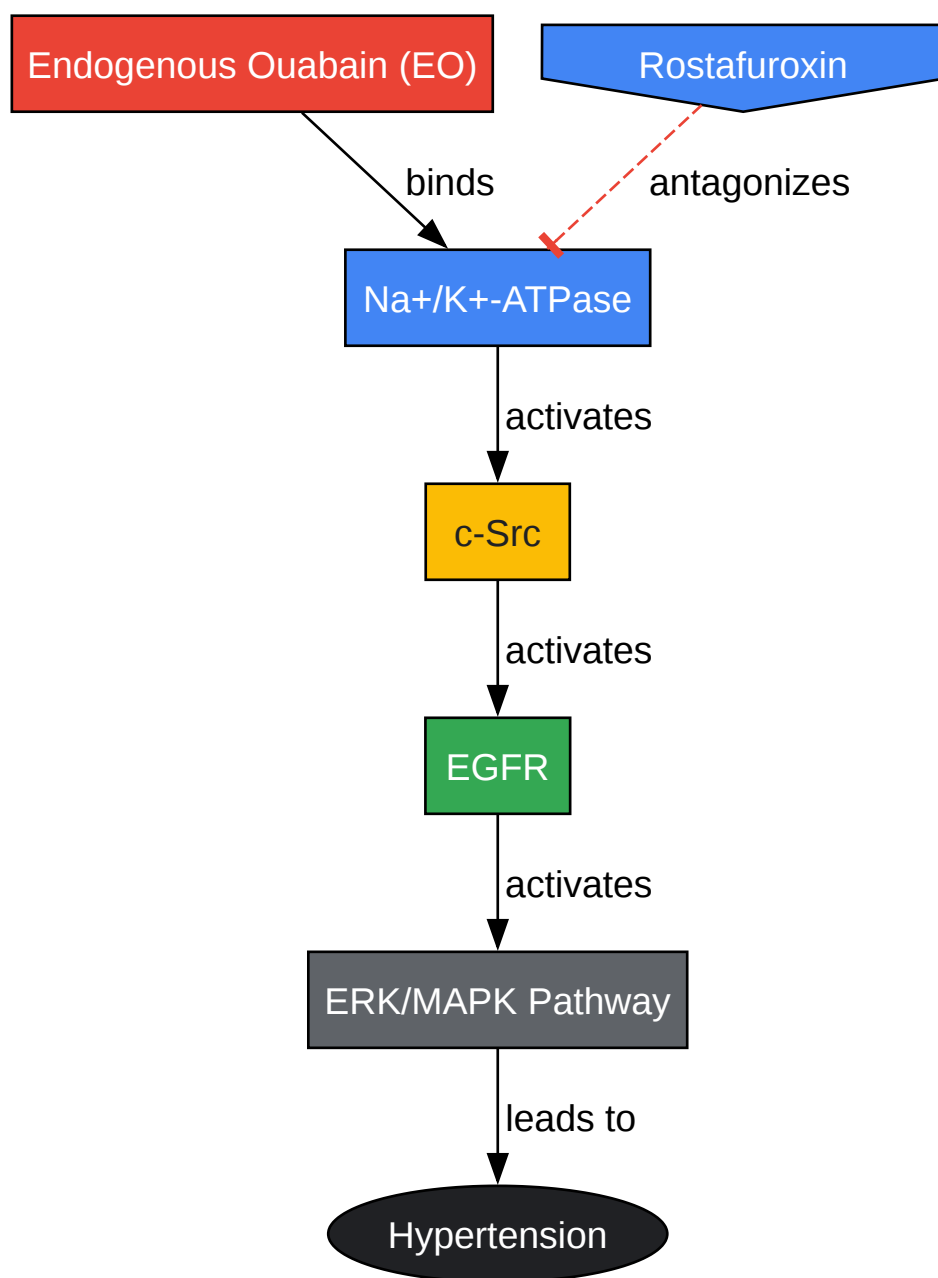 Endogenous Ouabain (EO)
Rostafuroxin
binds
antagonizes
Na+/K+-ATPase
activates
c-Src
activates
EGFR
activates
ERK/MAPK Pathway
leads to
Hypertension